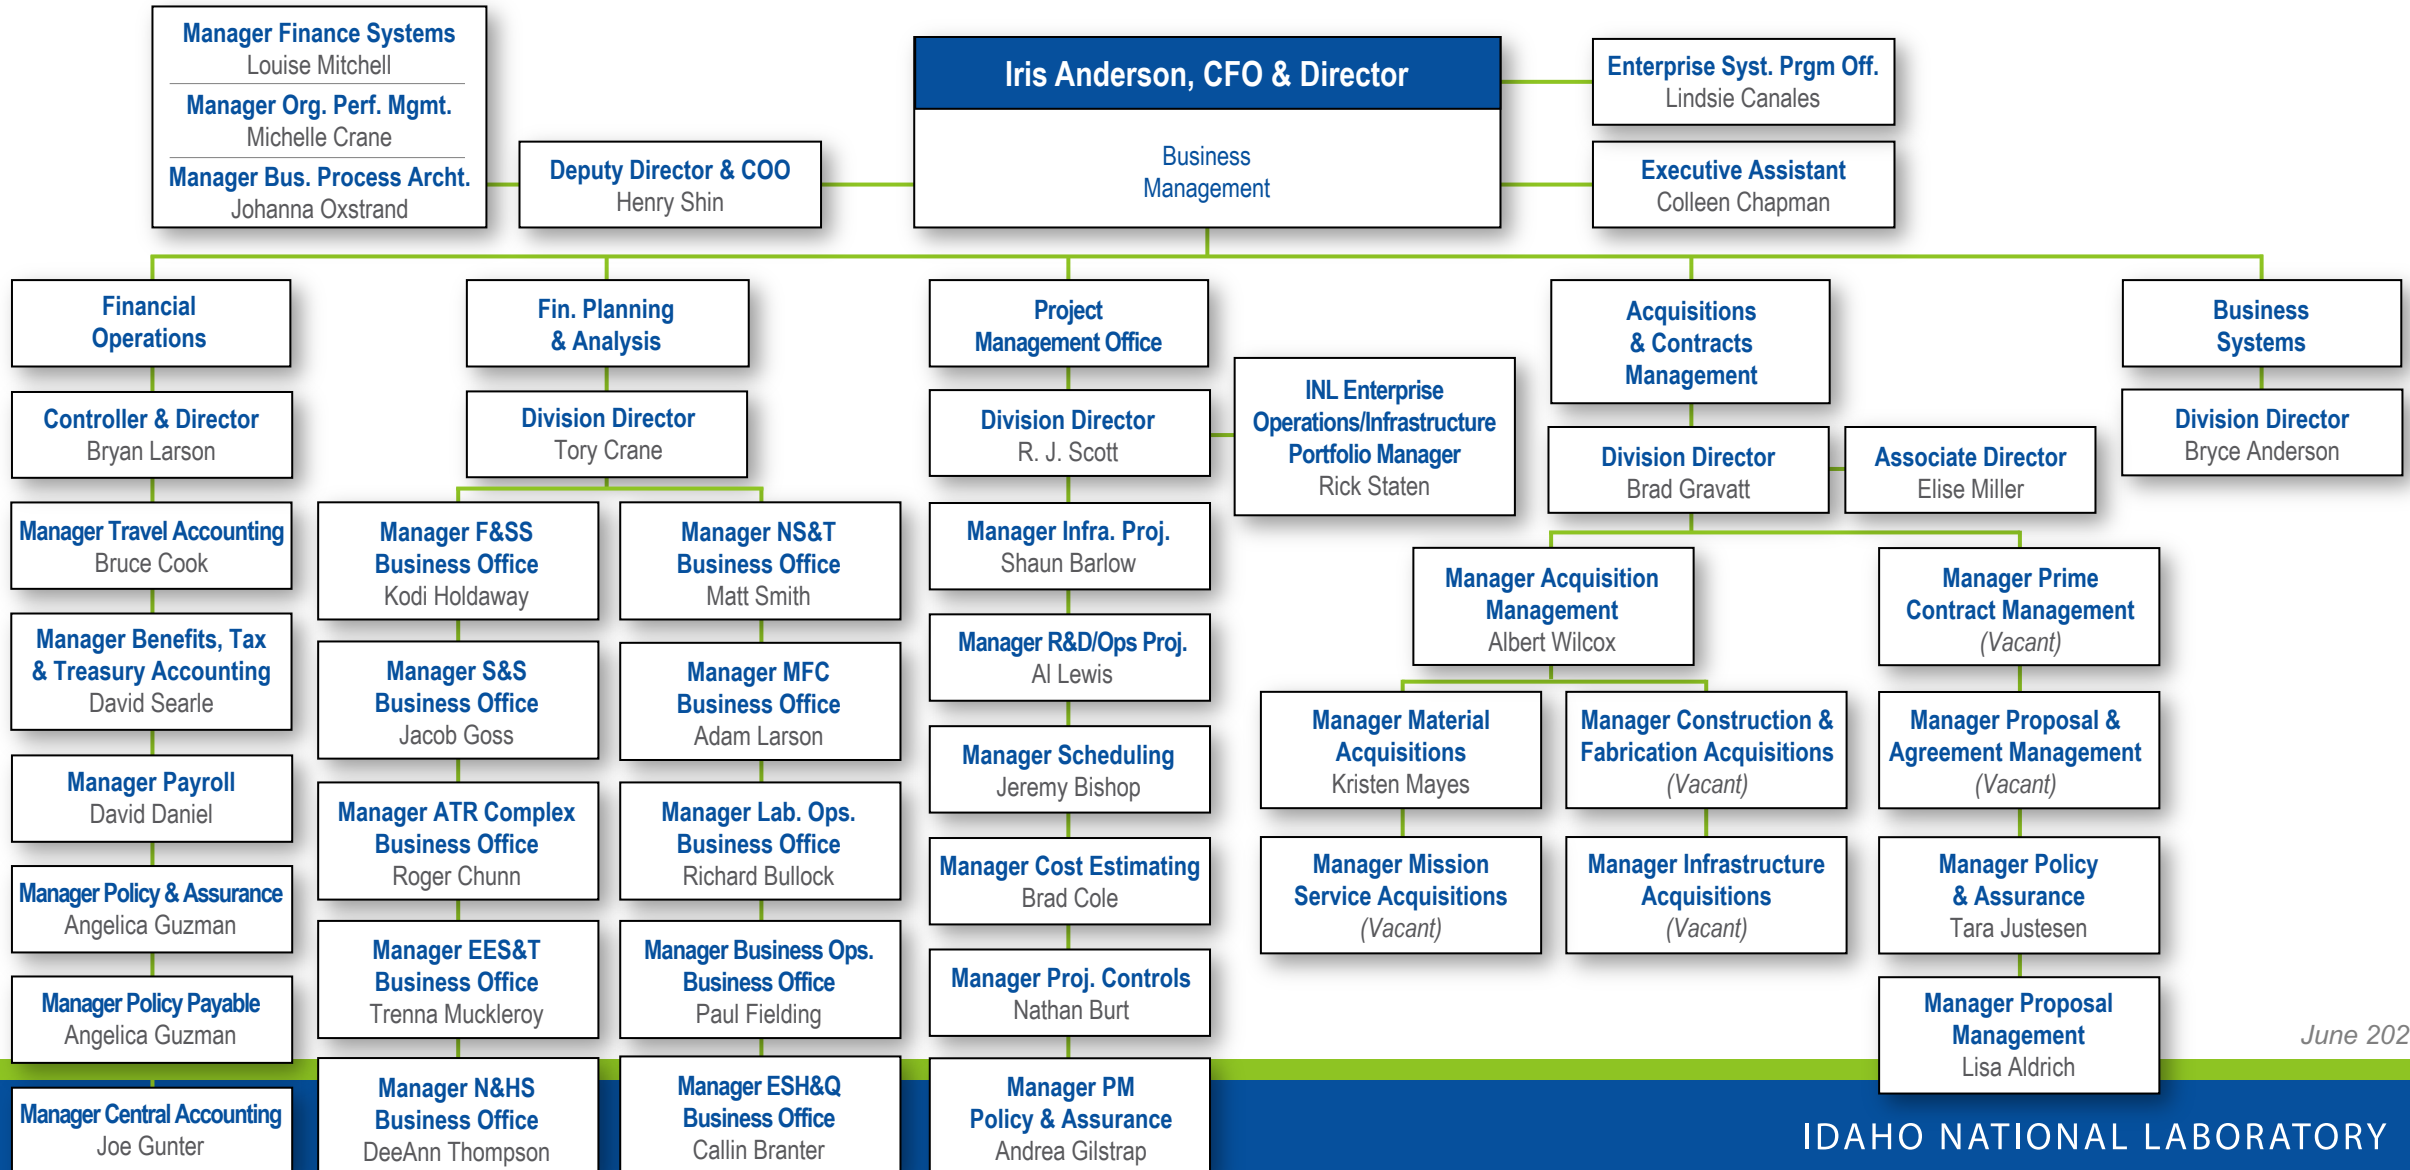 Manager Finance Systems
Louise Mitchell
Manager Org. Perf. Mgmt.
Michelle Crane
Manager Bus. Process Archt.
Johanna Oxstrand
Deputy Director & COO
Henry Shin
Iris Anderson, CFO & Director
Business
Management
Enterprise Syst. Prgm Off.
Lindsie Canales
Executive Assistant
Colleen Chapman
Financial
Operations
Controller & Director
Bryan Larson
Manager Travel Accounting
Bruce Cook
Manager Benefits, Tax
& Treasury Accounting
David Searle
Manager Payroll
David Daniel
Manager Policy & Assurance
Angelica Guzman
Manager Policy Payable
Angelica Guzman
Manager Central Accounting
Joe Gunter
Fin. Planning
& Analysis
Division Director
Tory Crane
Manager F&SS
Business Office
Kodi Holdaway
Manager S&S
Business Office
Jacob Goss
Manager ATR Complex
Business Office
Roger Chunn
Manager EES&T
Business Office
Trenna Muckleroy
Manager N&HS
Business Office
DeeAnn Thompson
Manager NS&T
Business Office
Matt Smith
Manager MFC
Business Office
Adam Larson
Manager Lab. Ops.
Business Office
Richard Bullock
Manager Business Ops.
Business Office
Paul Fielding
Manager ESH&Q
Business Office
Callin Branter
Project
Management Office
Division Director
R. J. Scott
INL Enterprise
Operations/Infrastructure
Portfolio Manager
Rick Staten
Manager Infra. Proj.
Shaun Barlow
Manager R&D/Ops Proj.
Al Lewis
Manager Scheduling
Jeremy Bishop
Manager Cost Estimating
Brad Cole
Manager Proj. Controls
Nathan Burt
Manager PM
Policy & Assurance
Andrea Gilstrap
Acquisitions
& Contracts
Management
Division Director
Brad Gravatt
Associate Director
Elise Miller
Manager Acquisition
Management
Albert Wilcox
Manager Material
Acquisitions
Kristen Mayes
Manager Mission
Service Acquisitions
(Vacant)
Manager Construction &
Fabrication Acquisitions
(Vacant)
Manager Infrastructure
Acquisitions
(Vacant)
Manager Prime
Contract Management
(Vacant)
Manager Proposal &
Agreement Management
(Vacant)
Manager Policy
& Assurance
Tara Justesen
Manager Proposal
Management
Lisa Aldrich
Business
Systems
Division Director
Bryce Anderson
June 202
IDAHO NATIONAL LABORATORY